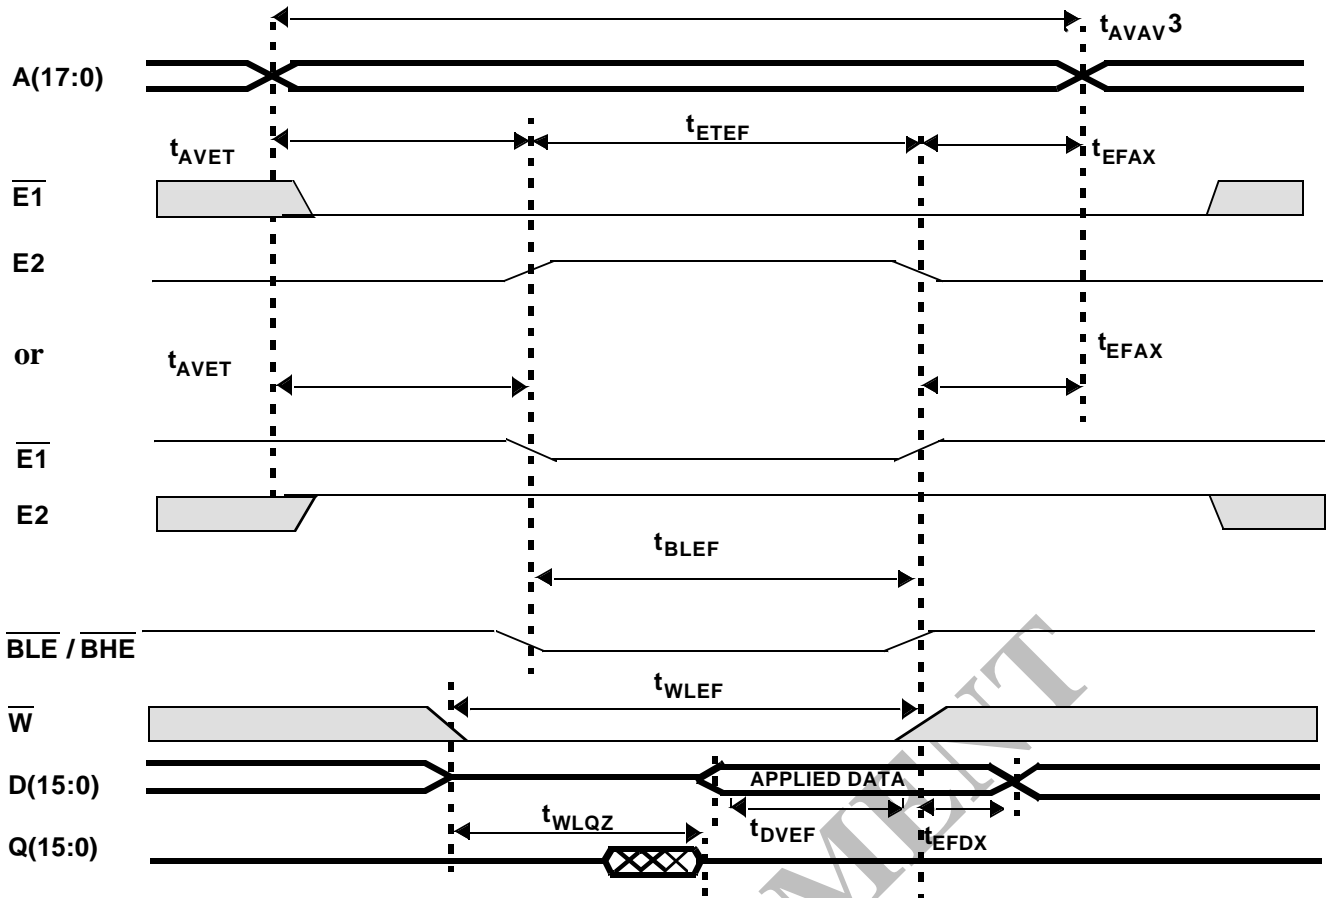 tAVAV3
A(17:0)
tETEF
tAVET
tEFAX
E1
E2
or
tAVET
tEFAX
E1
E2
tBLEF
BLE / BHE
tWLEF
W
D(15:0)
APPLIED DATA
tWLQZ
tDVEF
tEFDX
Q(15:0)
MENT